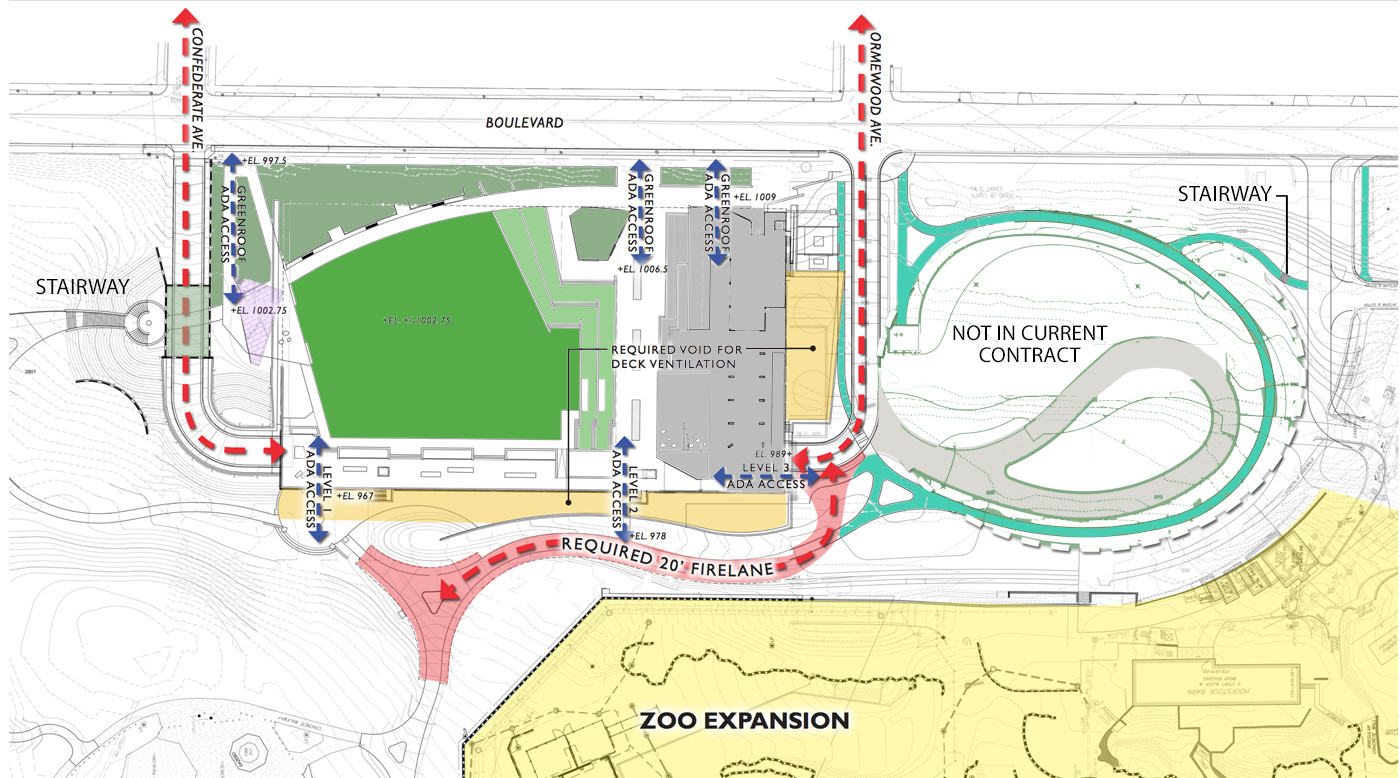 CONFEDERATE AVE.
ORMEWOOD AVE.
BOULEVARD
+EL. 997.5
GREENROOF
ADA ACCESS
GREENROOF
ADA ACCESS
GREENROOF
ADA ACCESS
+EL. 1009
STAIRWAY
+EL. 1006.5
STAIRWAY
+EL. 1002.75
NOT IN CURRENT
CONTRACT
REQUIRED VOID FOR
DECK VENTILATION
2801
EL. 989+
LEVEL 3
ADA ACCESS
LEVEL 1
ADA ACCESS
+EL. 967
LEVEL 2
ADA ACCESS
+EL. 978
REQUIRED 20' FIRELANE
HOOFSTOCK BARN
ZOO EXPANSION